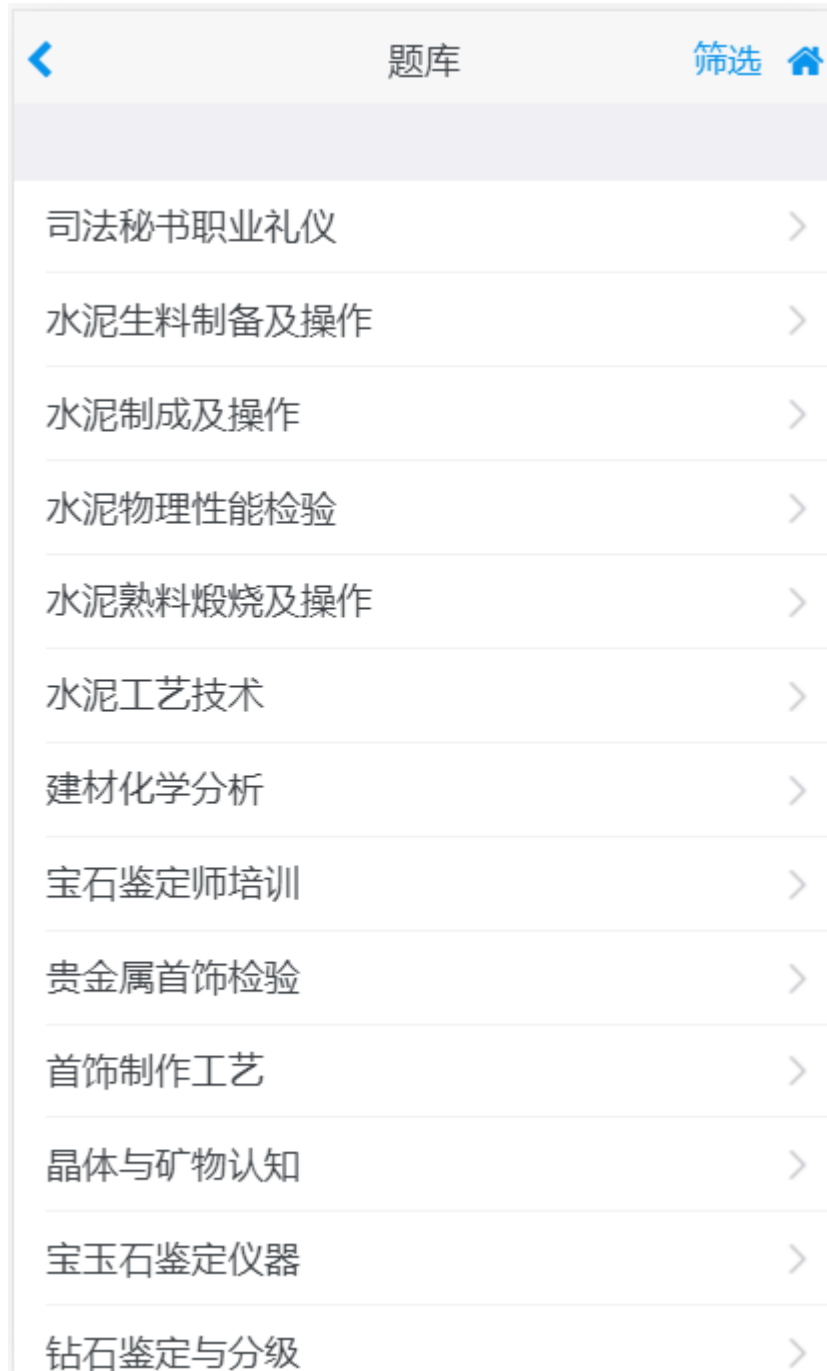 题库 筛选
司法秘书职业礼仪
水泥生料制备及操作
水泥制成及操作
水泥物理性能检验
水泥熟料煅烧及操作
水泥工艺技术
建材化学分析
宝石鉴定师培训
贵金属首饰检验
首饰制作工艺
晶体与矿物认知
宝玉石鉴定仪器
钻石鉴定与分级